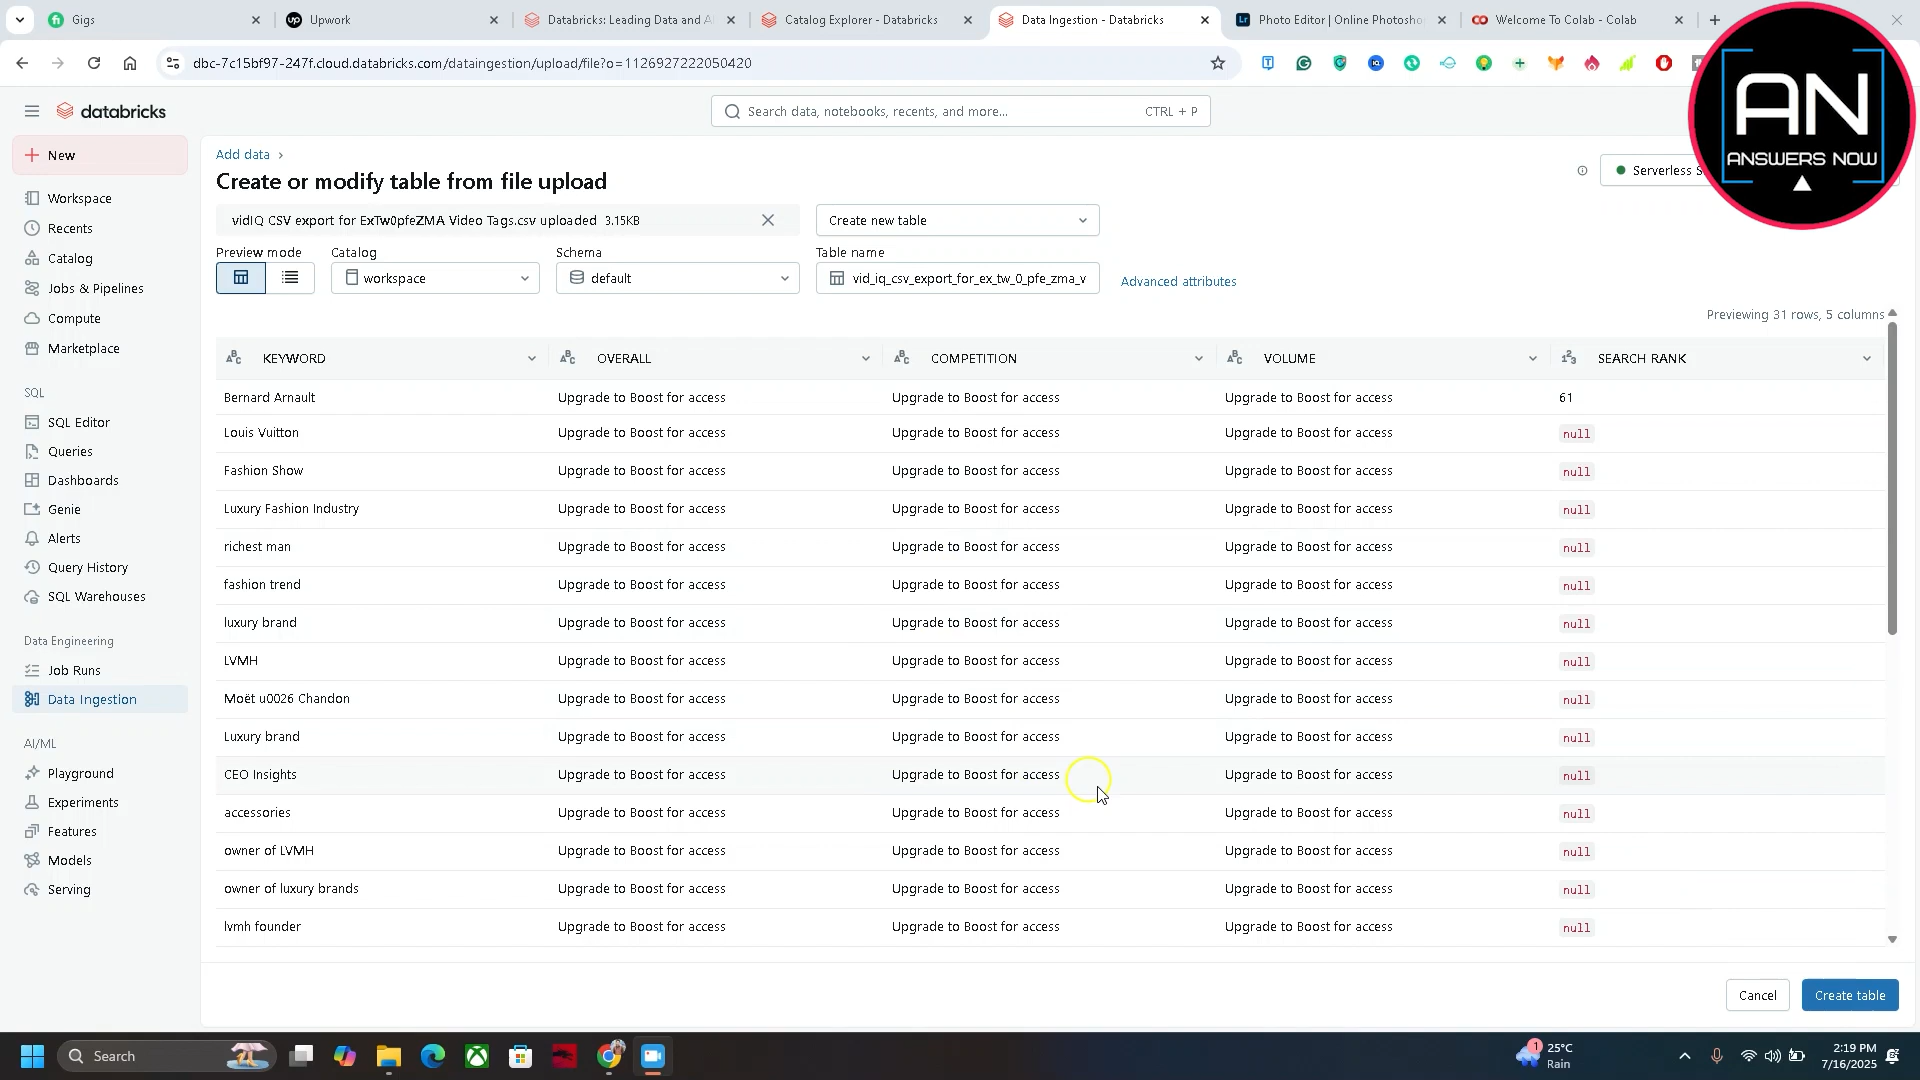 Gigs
Upwork
Databricks: Leading Data and AI
Catalog Explorer - Databricks
Data Ingestion - Databricks
Photo Editor | Online Photosho
Welcome To Colab - Colab
dbc-7c15bf97-247f.cloud.databricks.com/dataingestion/upload/file?o=1126927222050420
databricks
Search data, notebooks, recents, and more...
CTRL + P
AN
ANSWERS NOW
New
Workspace
Recents
Catalog
Jobs & Pipelines
Compute
Marketplace
SQL
SQL Editor
Queries
Dashboards
Genie
Alerts
Query History
SQL Warehouses
Data Engineering
Job Runs
Data Ingestion
AI/ML
Playground
Experiments
Features
Models
Serving
Add data
Create or modify table from file upload
Serverless S
vidIQ CSV export for ExTw0pfeZMA Video Tags.csv uploaded 3.15KB
Create new table
Preview mode
Catalog
Schema
Table name
workspace
default
vid_iq_csv_export_for_ex_tw_0_pfe_zma_v
Advanced attributes
Previewing 31 rows, 5 columns
KEYWORD OVERALL COMPETITION VOLUME SEARCH RANK
Bernard Arnault Upgrade to Boost for access Upgrade to Boost for access Upgrade to Boost for access 61
Louis Vuitton Upgrade to Boost for access Upgrade to Boost for access Upgrade to Boost for access null
Fashion Show Upgrade to Boost for access Upgrade to Boost for access Upgrade to Boost for access null
Luxury Fashion Industry Upgrade to Boost for access Upgrade to Boost for access Upgrade to Boost for access null
richest man Upgrade to Boost for access Upgrade to Boost for access Upgrade to Boost for access null
fashion trend Upgrade to Boost for access Upgrade to Boost for access Upgrade to Boost for access null
luxury brand Upgrade to Boost for access Upgrade to Boost for access Upgrade to Boost for access null
LVMH Upgrade to Boost for access Upgrade to Boost for access Upgrade to Boost for access null
Moët u0026 Chandon Upgrade to Boost for access Upgrade to Boost for access Upgrade to Boost for access null
Luxury brand Upgrade to Boost for access Upgrade to Boost for access Upgrade to Boost for access null
CEO Insights Upgrade to Boost for access Upgrade to Boost for access Upgrade to Boost for access null
accessories Upgrade to Boost for access Upgrade to Boost for access Upgrade to Boost for access null
owner of LVMH Upgrade to Boost for access Upgrade to Boost for access Upgrade to Boost for access null
owner of luxury brands Upgrade to Boost for access Upgrade to Boost for access Upgrade to Boost for access null
lvmh founder Upgrade to Boost for access Upgrade to Boost for access Upgrade to Boost for access null
Cancel
Create table
Search
1
25°C
Rain
2:19 PM
7/16/2025